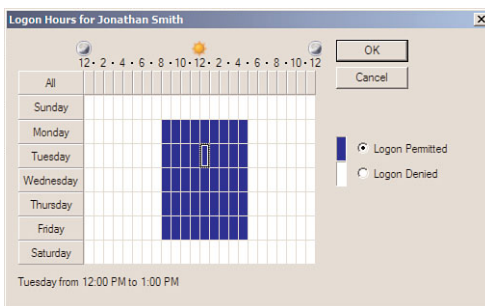 Logon Hours for Jonathan Smith
12 · 2 · 4 · 6 · 8 · 10 · 12 · 2 · 4 · 6 · 8 · 10 · 12
OK
Cancel
All
Sunday
Monday
Tuesday
Wednesday
Thursday
Friday
Saturday
Logon Permitted
Logon Denied
Tuesday from 12:00 PM to 1:00 PM